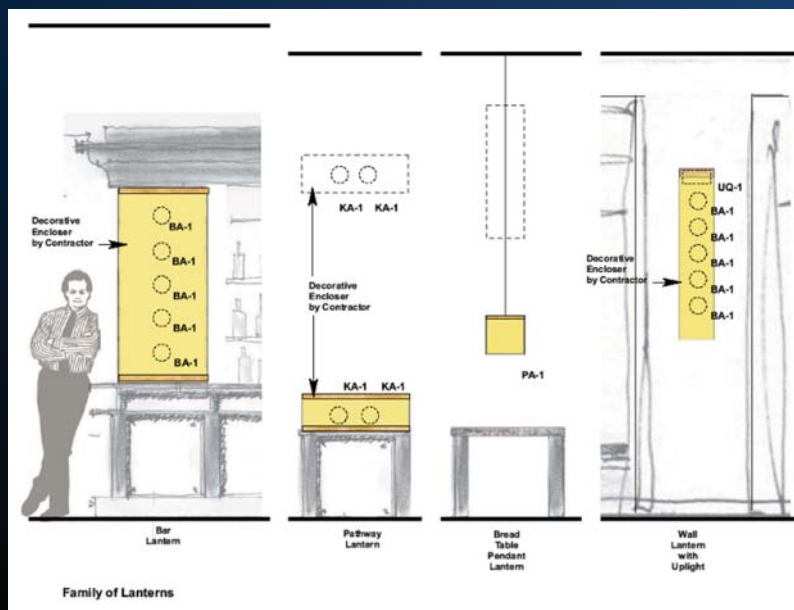 Decorative
Encloser
by Contractor
BA-1
BA-1
BA-1
BA-1
BA-1
Bar
Lantern
KA-1 KA-1
Decorative
Encloser
by Contractor
KA-1 KA-1
Pathway
Lantern
PA-1
Bread
Table
Pendant
Lantern
UQ-1
BA-1
BA-1
BA-1
BA-1
BA-1
Decorative
Encloser
by Contractor
Wall
Lantern
with
Uplight
Family of Lanterns